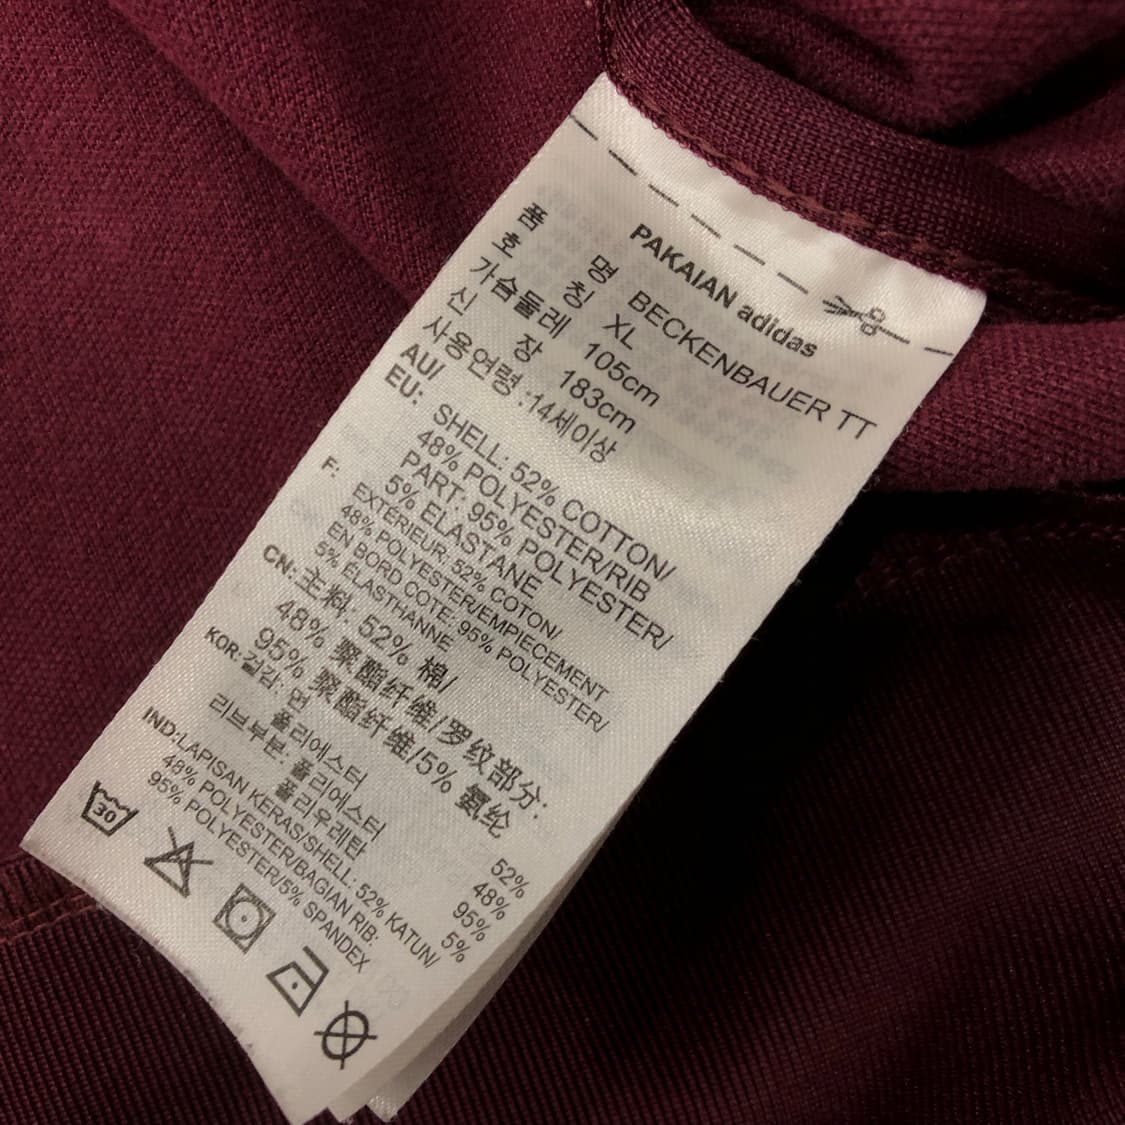 PAKAIAN adidas
품 명 BECKENBAUER TT
호 칭 XL
가슴둘레 105cm
신 장 183cm
사용연령 :14세이상
AU/
EU: SHELL: 52% COTTON/
48% POLYESTER/RIB
PART: 95% POLYESTER/
5% ELASTANE
F: EXTÉRIEUR: 52% COTON/
48% POLYESTER/EMPIECEMENT
EN BORD COTE: 95% POLYESTER/
5% ELASTHANNE
CN: 主料: 52% 棉/
48% 聚酯纤维/罗纹部分:
95% 聚酯纤维/5% 氨纶
KOR: 겉감: 면 52%
폴리에스터 48%
리브부분: 폴리에스터 95%
폴리우레탄 5%
IND:LAPISAN KERAS/SHELL: 52% KATUN/
48% POLYESTER/BAGIAN RIB:
95% POLYESTER/5% SPANDEX
30